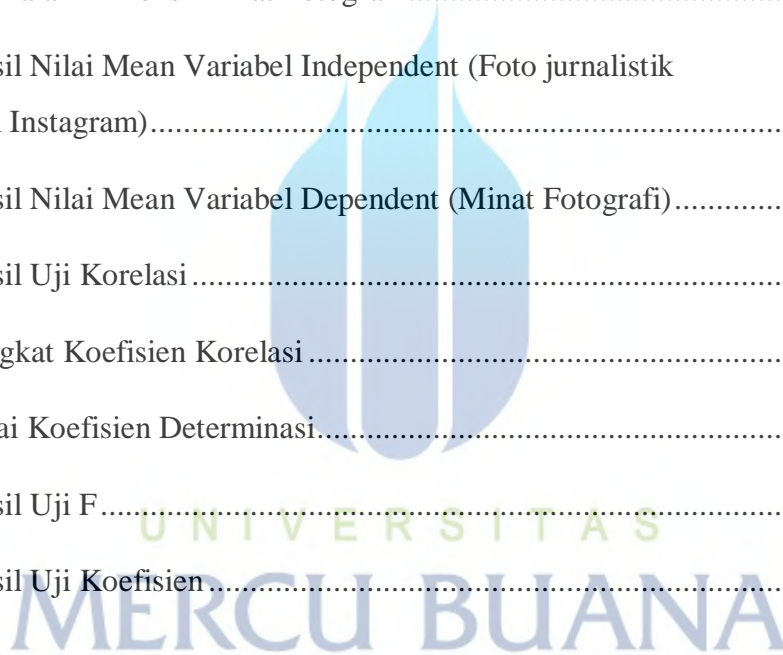 sil Nilai Mean Variabel Independent (Foto jurnalistik
Instagram)........................................................................
sil Nilai Mean Variabel Dependent (Minat Fotografi)..............
sil Uji Korelasi....................................................................
gkat Koefisien Korelasi.......................................................
ai Koefisien Determinasi......................................................
sil Uji F...............................................................................
sil Uji Koefisien..................................................................
UNIVERSITAS
MERCU BUANA